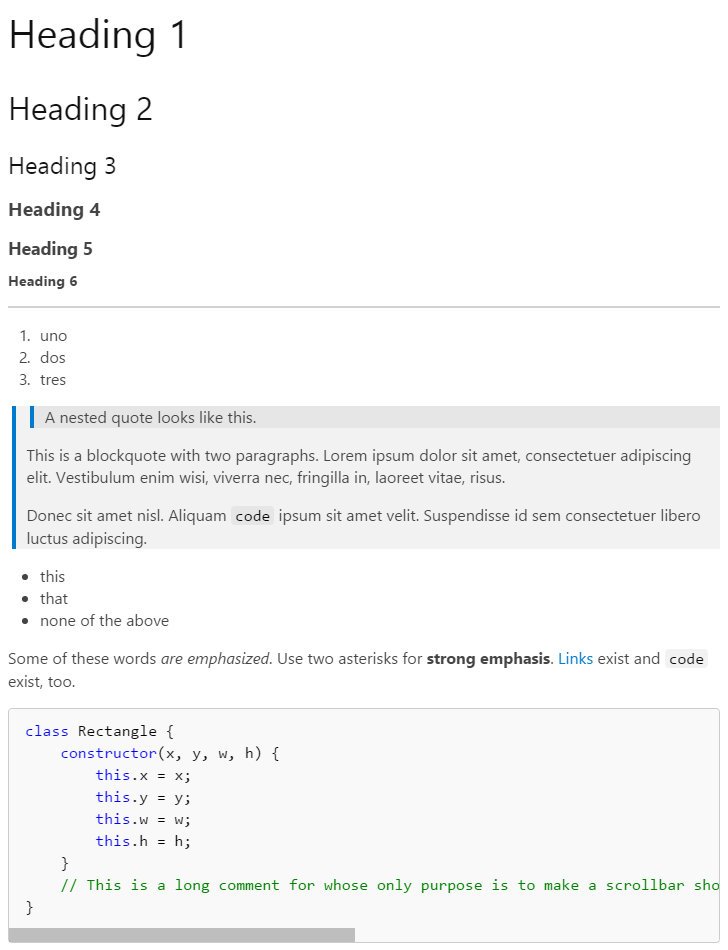 Heading 1
Heading 2
Heading 3
Heading 4
Heading 5
Heading 6
1. uno
2. dos
3. tres
A nested quote looks like this.
This is a blockquote with two paragraphs. Lorem ipsum dolor sit amet, consectetuer adipiscing
elit. Vestibulum enim wisi, viverra nec, fringilla in, laoreet vitae, risus.
Donec sit amet nisl. Aliquam code ipsum sit amet velit. Suspendisse id sem consectetuer libero
luctus adipiscing.
• this
• that
• none of the above
Some of these words are emphasized. Use two asterisks for strong emphasis. Links exist and code
exist, too.
class Rectangle {
    constructor(x, y, w, h) {
        this.x = x;
        this.y = y;
        this.w = w;
        this.h = h;
    }
    // This is a long comment for whose only purpose is to make a scrollbar sho
}